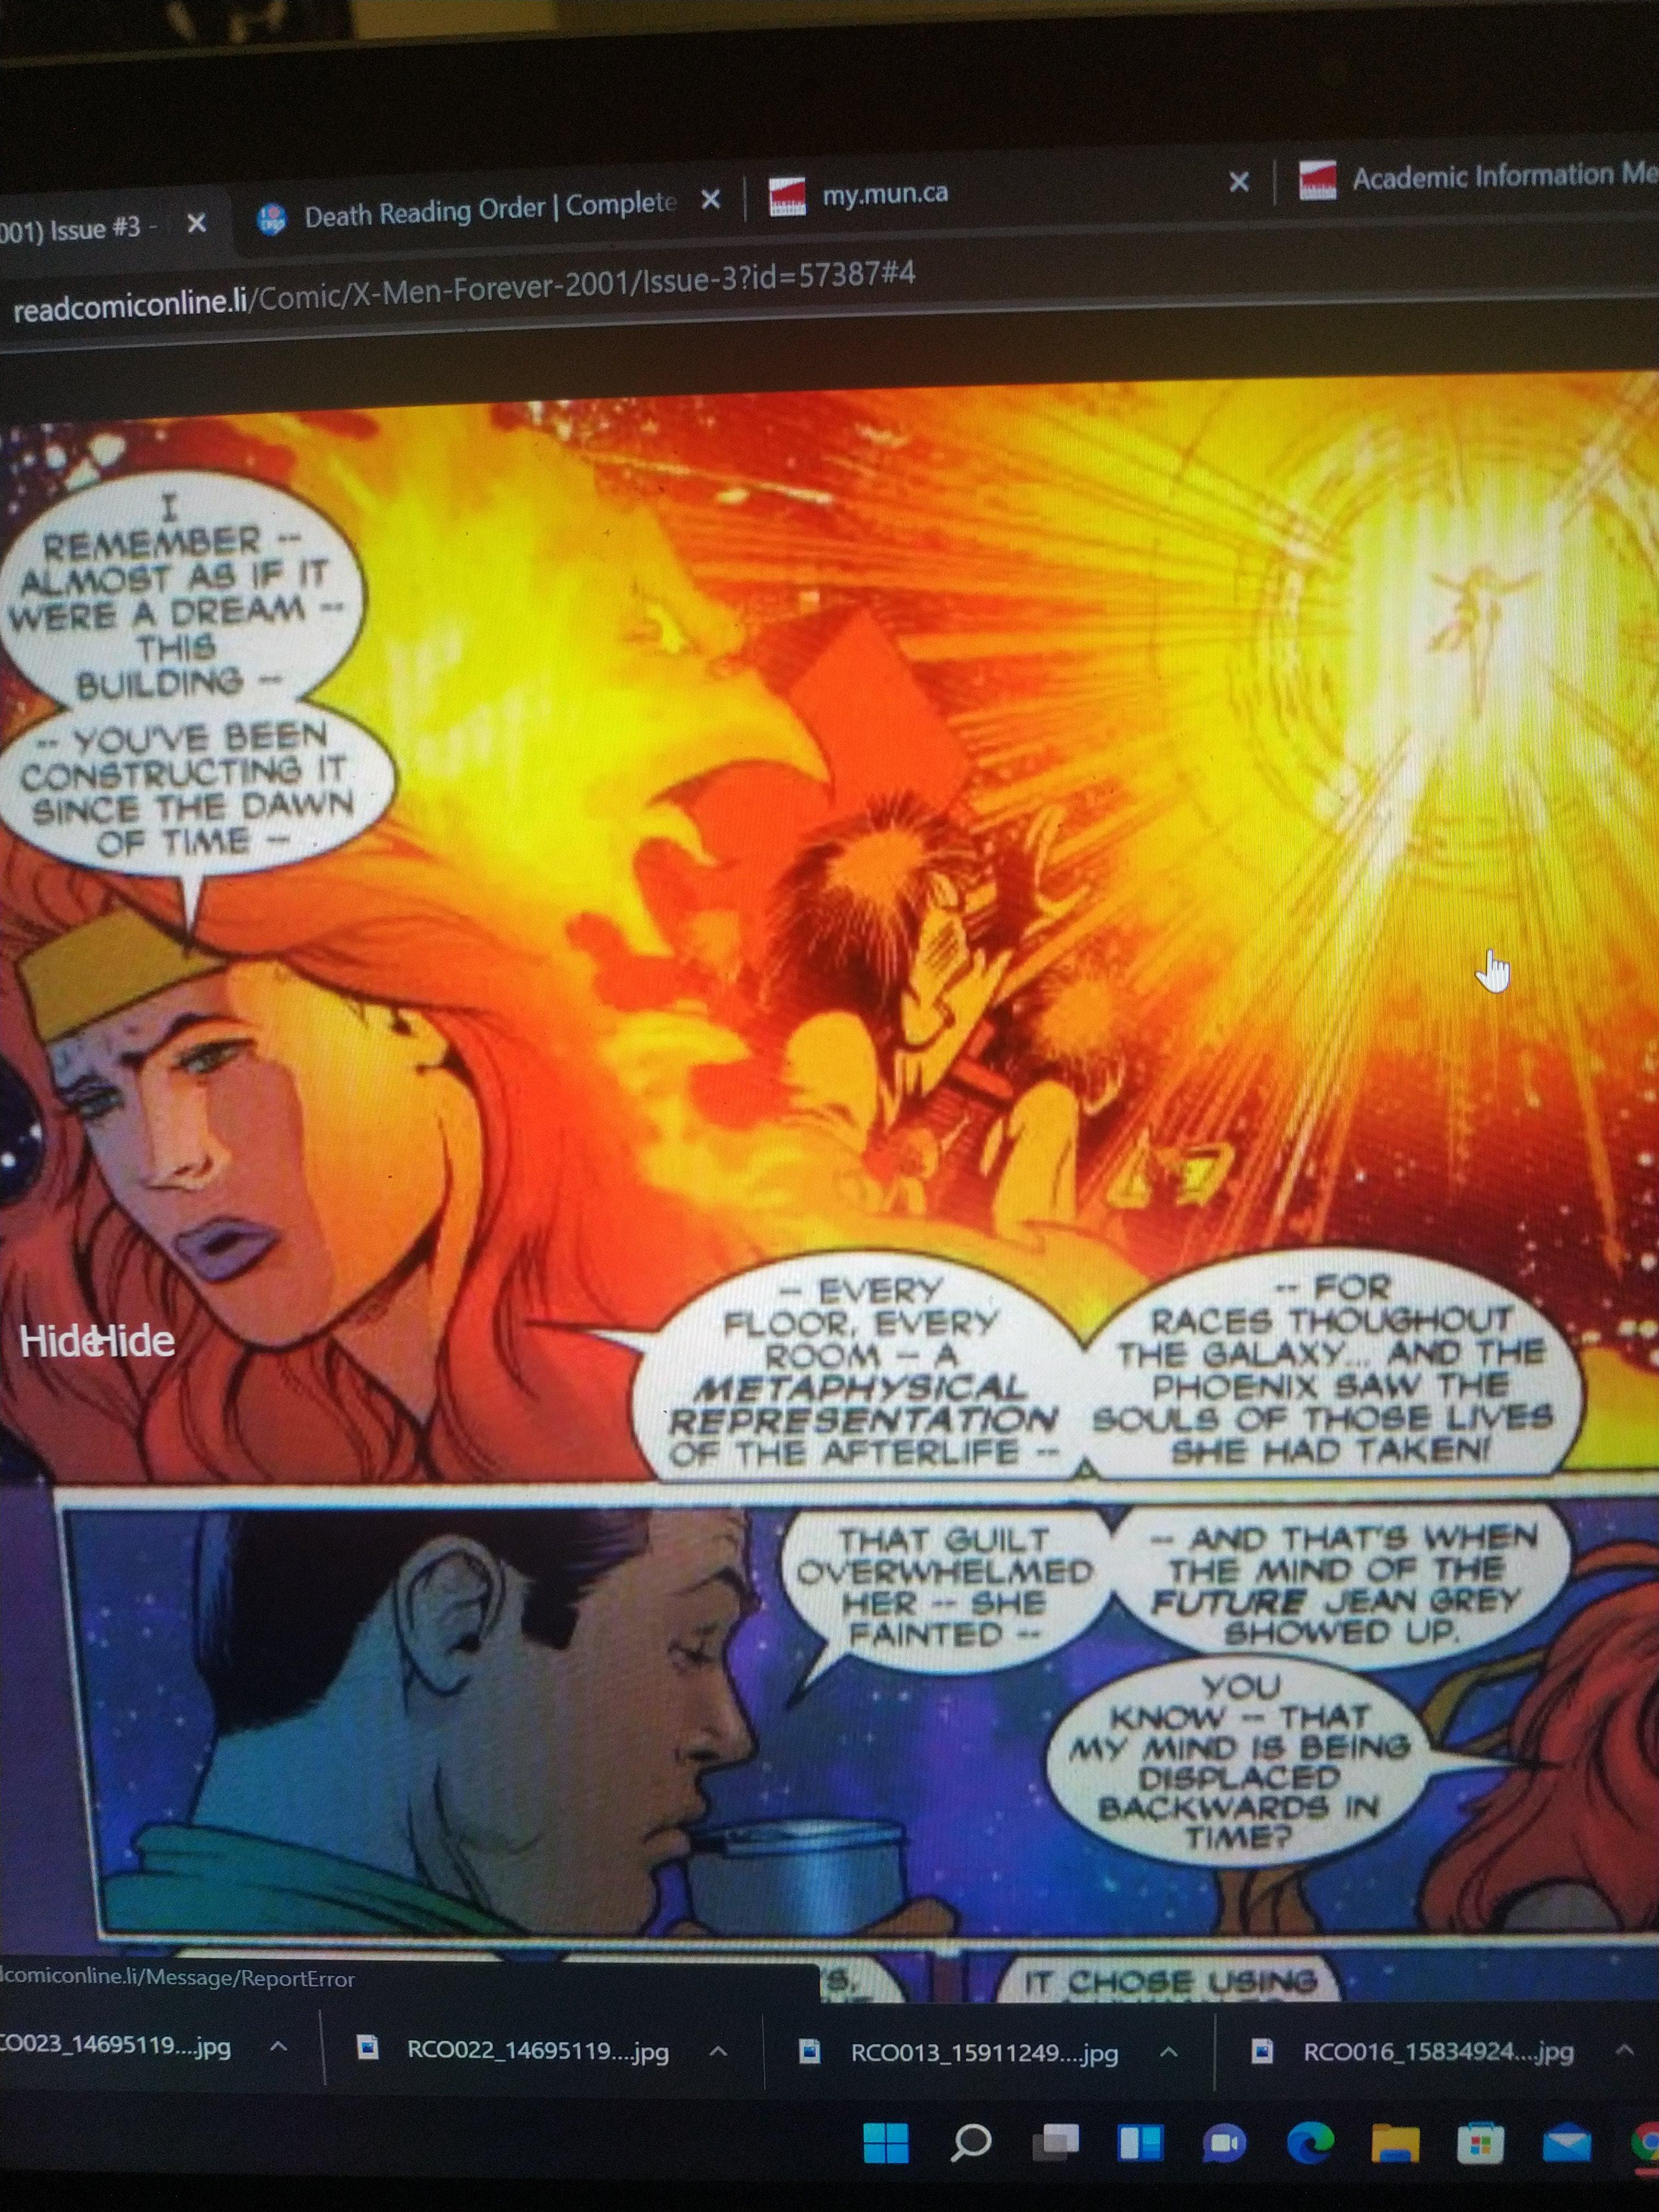 001) Issue #3 -
Death Reading Order | Complete
my.mun.ca
Academic Information Me
readcomiconline.li/Comic/X-Men-Forever-2001/Issue-3?id=57387#4
I
REMEMBER --
ALMOST AS IF IT
WERE A DREAM --
THIS
BUILDING --
-- YOU'VE BEEN
CONSTRUCTING IT
SINCE THE DAWN
OF TIME --
-- EVERY
FLOOR, EVERY
ROOM -- A
METAPHYSICAL
REPRESENTATION
OF THE AFTERLIFE --
-- FOR
RACES THOUGHOUT
THE GALAXY... AND THE
PHOENIX SAW THE
SOULS OF THOSE LIVES
SHE HAD TAKEN!
Hide
Hide
THAT GUILT
OVERWHELMED
HER -- SHE
FAINTED --
-- AND THAT'S WHEN
THE MIND OF THE
FUTURE JEAN GREY
SHOWED UP.
YOU
KNOW -- THAT
MY MIND IS BEING
DISPLACED
BACKWARDS IN
TIME?
IT CHOSE USING
dcomiconline.li/Message/ReportError
CO023_14695119....jpg
RCO022_14695119....jpg
RCO013_15911249....jpg
RCO016_15834924....jpg